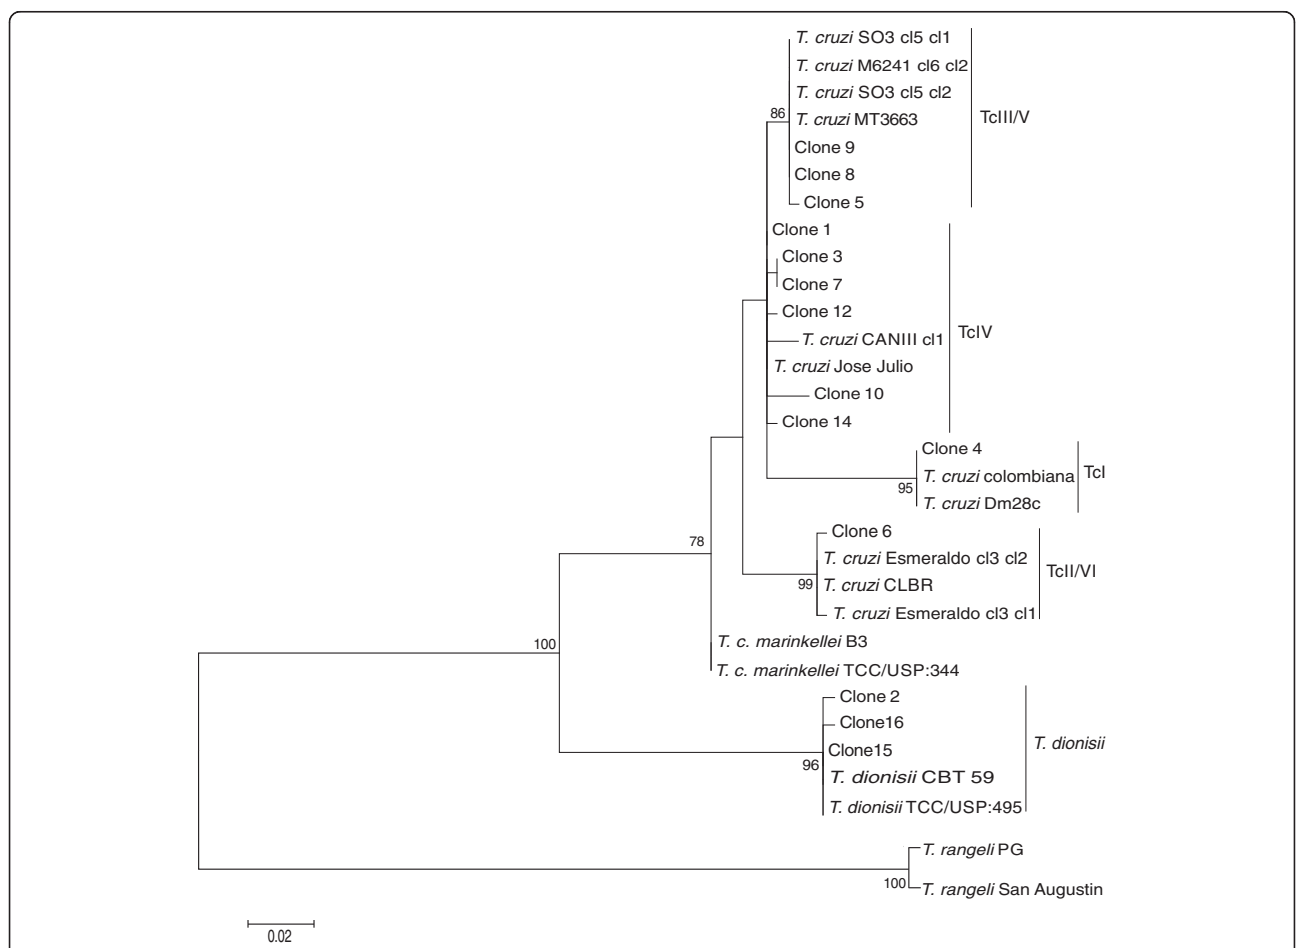 T. cruzi SO3 cl5 cl1
T. cruzi M6241 cl6 cl2
T. cruzi SO3 cl5 cl2
86
T. cruzi MT3663
TcIII/V
Clone 9
Clone 8
Clone 5
Clone 1
Clone 3
Clone 7
Clone 12
TcIV
T. cruzi CANIII cl1
T. cruzi Jose Julio
Clone 10
Clone 14
Clone 4
T. cruzi colombiana
TcI
95
T. cruzi Dm28c
Clone 6
78
T. cruzi Esmeraldo cl3 cl2
TcII/VI
99
T. cruzi CLBR
T. cruzi Esmeraldo cl3 cl1
100
T. c. marinkellei B3
T. c. marinkellei TCC/USP:344
Clone 2
Clone16
T. dionisii
Clone15
96
T. dionisii CBT 59
T. dionisii TCC/USP:495
T. rangeli PG
100
T. rangeli San Augustin
0.02